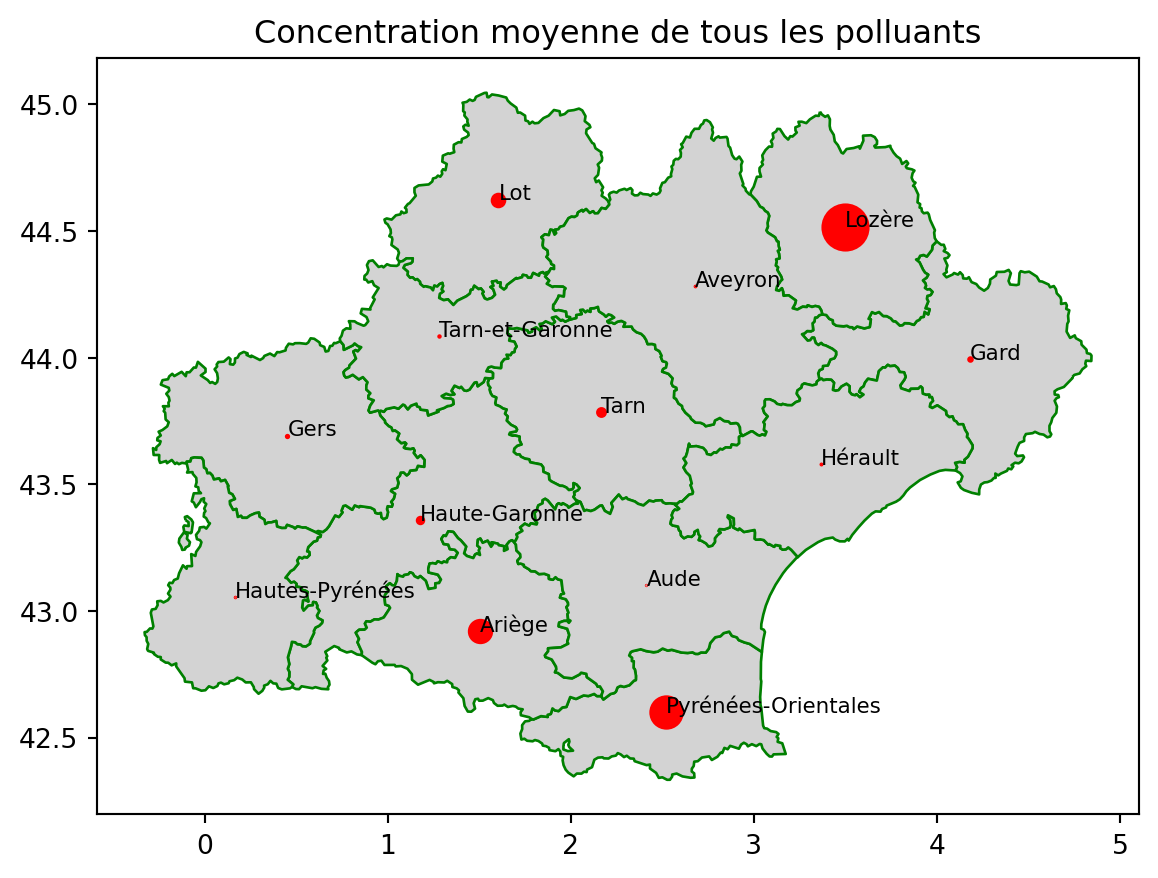 Concentration moyenne de tous les polluants
45.0
44.5
44.0
43.5
43.0
42.5
Lot
Lozère
Aveyron
Tarn-et-Garonne
Gard
Tarn
Gers
Hérault
Haute-Garonne
Aude
Hautes-Pyrénées
Ariège
Pyrénées-Orientales
0 1 2 3 4 5